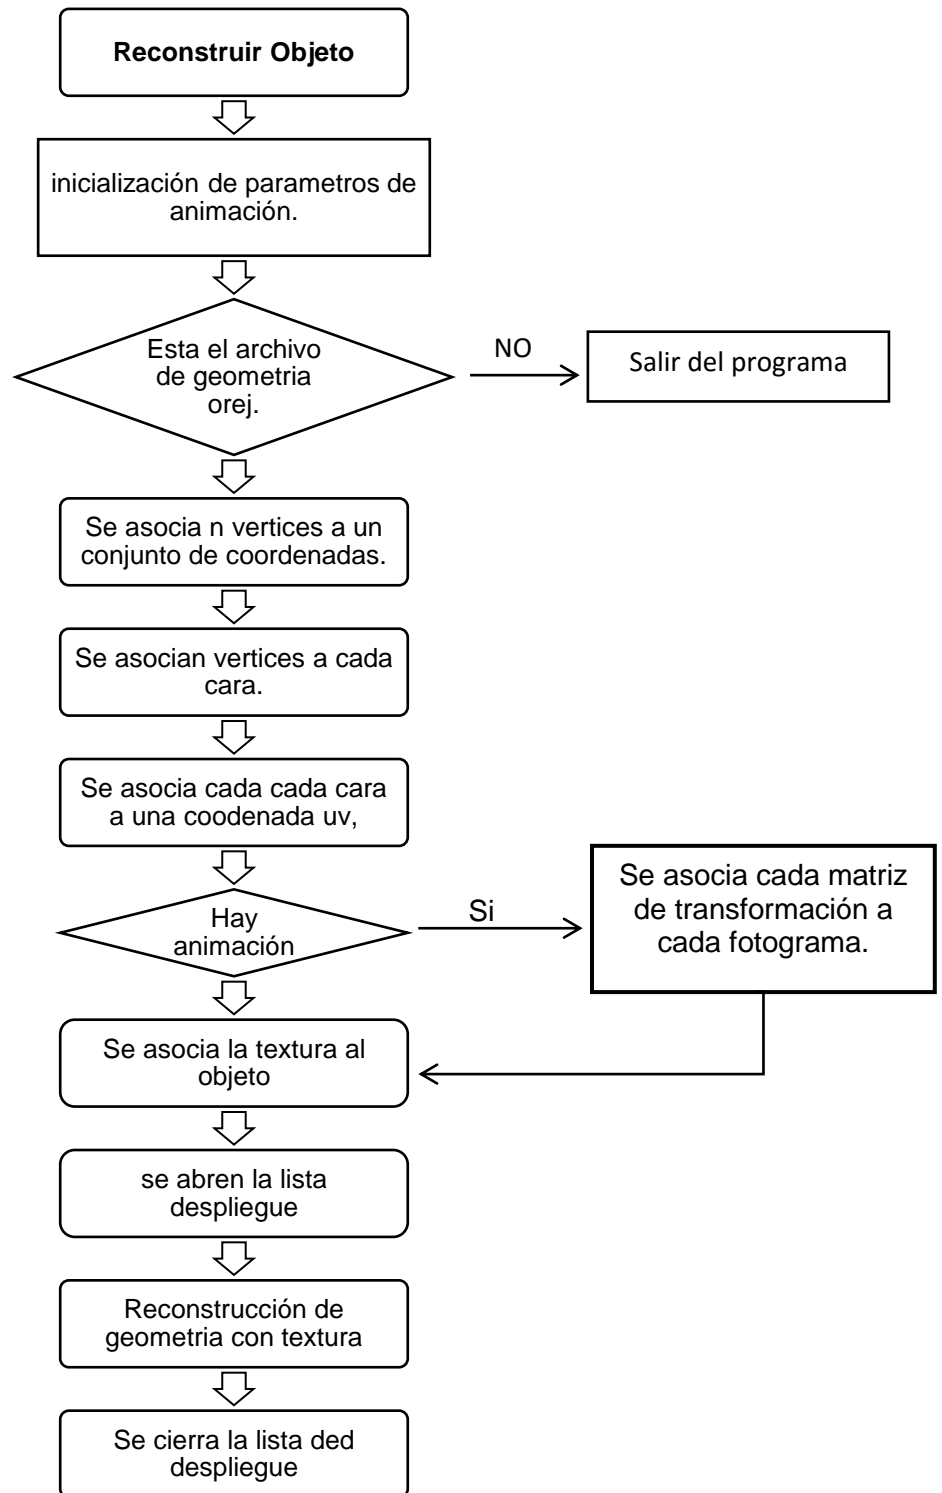 Reconstruir Objeto
inicialización de parametros de
animación.
Esta el archivo
de geometria
orej.
NO
Salir del programa
Se asocia n vertices a un
conjunto de coordenadas.
Se asocian vertices a cada
cara.
Se asocia cada cada cara
a una coodenada uv,
Hay
animación
Si
Se asocia cada matriz
de transformación a
cada fotograma.
Se asocia la textura al
objeto
se abren la lista
despliegue
Reconstrucción de
geometria con textura
Se cierra la lista ded
despliegue